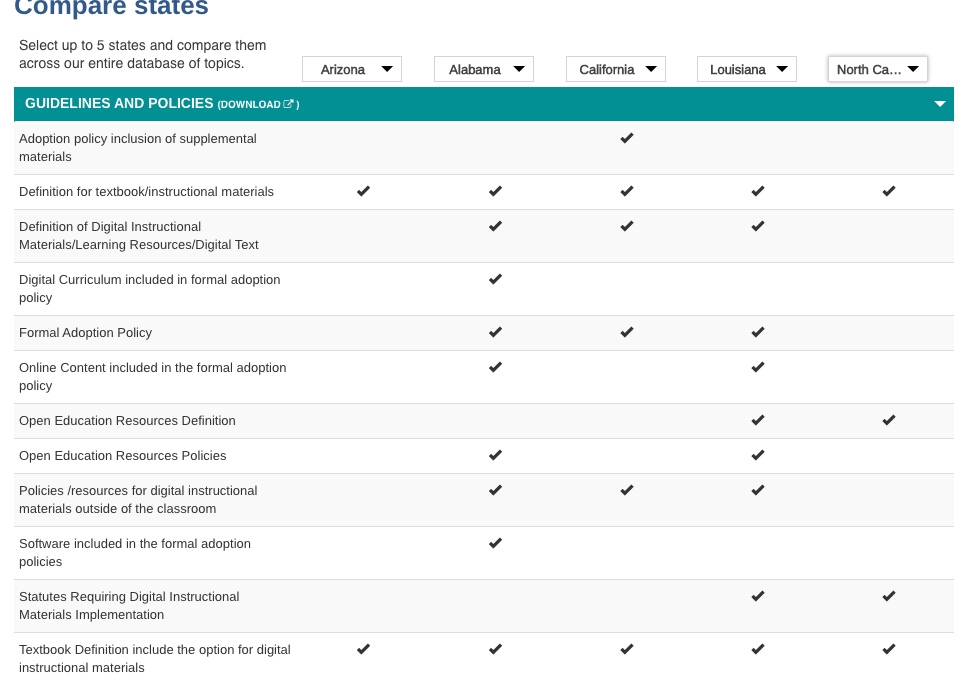 Compare states
Select up to 5 states and compare them
across our entire database of topics.
Arizona
Alabama
California
Louisiana
North Ca...
GUIDELINES AND POLICIES (DOWNLOAD )
Adoption policy inclusion of supplemental
materials
Definition for textbook/instructional materials
Definition of Digital Instructional
Materials/Learning Resources/Digital Text
Digital Curriculum included in formal adoption
policy
Formal Adoption Policy
Online Content included in the formal adoption
policy
Open Education Resources Definition
Open Education Resources Policies
Policies /resources for digital instructional
materials outside of the classroom
Software included in the formal adoption
policies
Statutes Requiring Digital Instructional
Materials Implementation
Textbook Definition include the option for digital
instructional materials